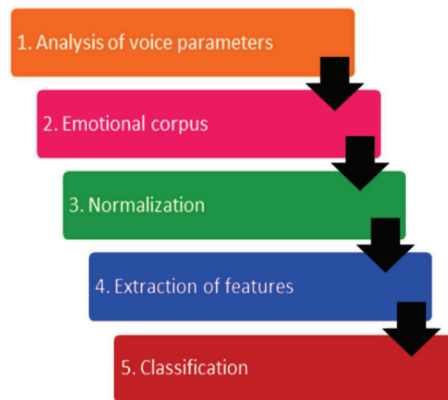 1. Analysis of voice parameters
2. Emotional corpus
3. Normalization
4. Extraction of features
5. Classification